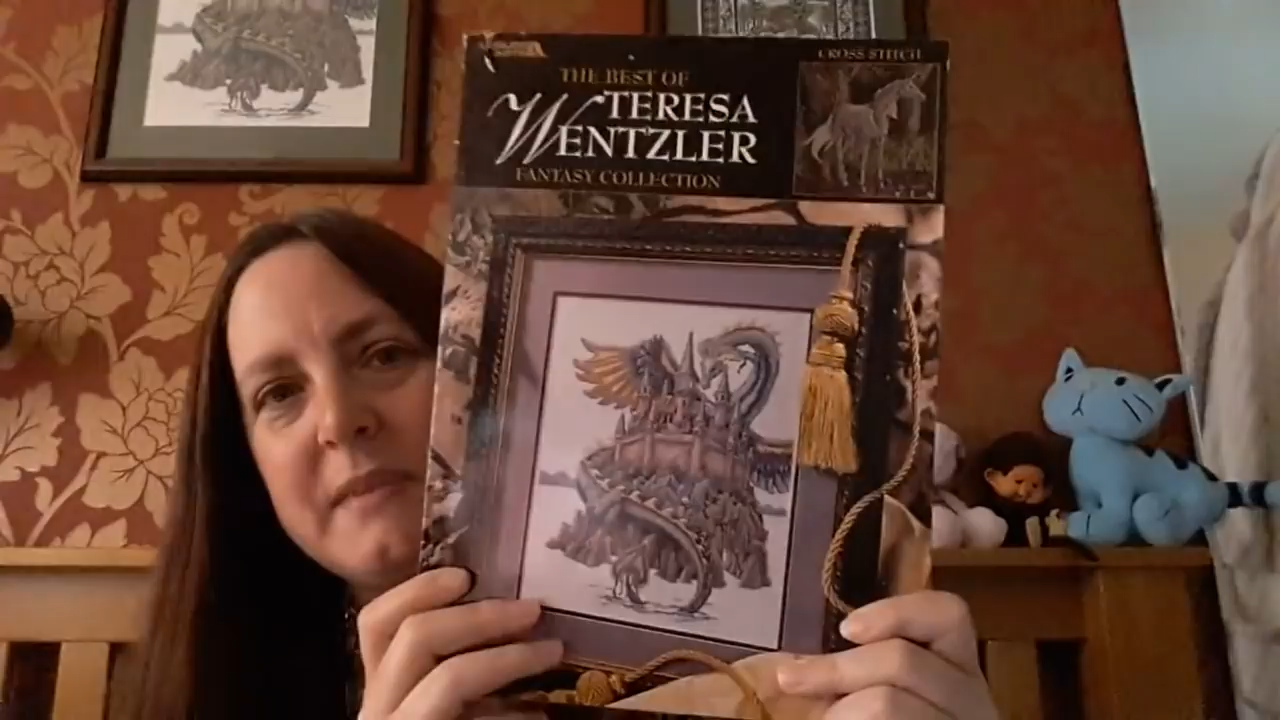 CROSS STITCH
THE BEST OF
TERESA
WENTZLER
FANTASY COLLECTION